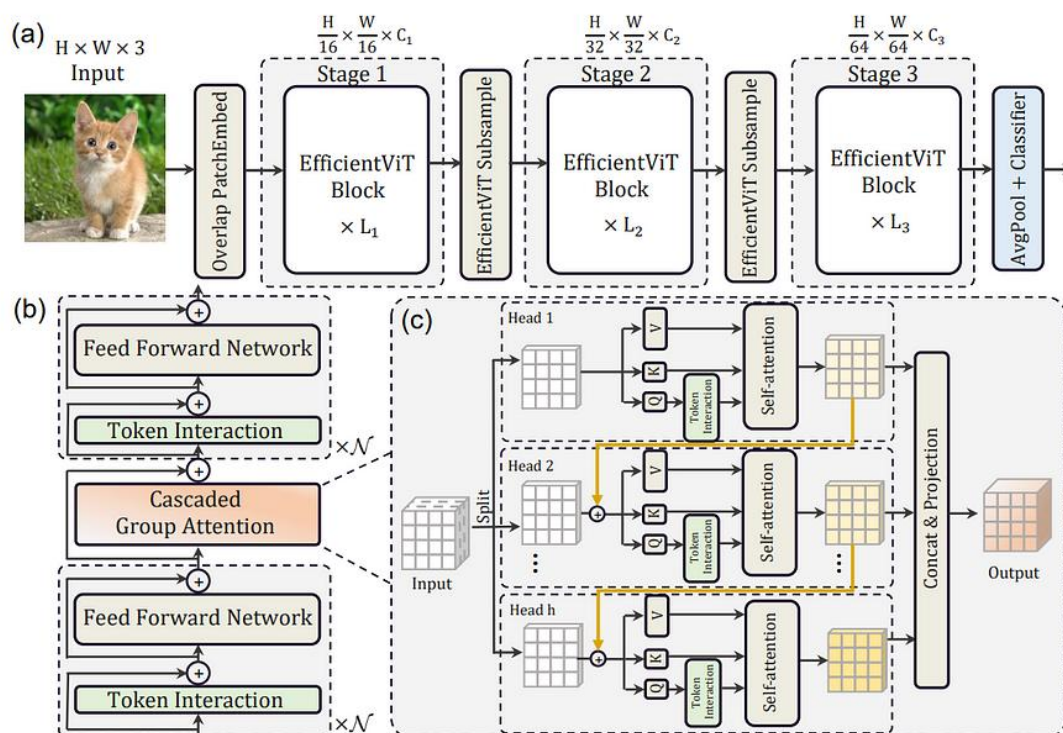 (a)
H × W × 3
Input
Overlap PatchEmbed
H/16 × W/16 × C₁
Stage 1
EfficientViT
Block
× L₁
EfficientViT Subsample
H/32 × W/32 × C₂
Stage 2
EfficientViT
Block
× L₂
EfficientViT Subsample
H/64 × W/64 × C₃
Stage 3
EfficientViT
Block
× L₃
AvgPool + Classifier
(b)
+
Feed Forward Network
+
Token Interaction
×𝒩
+
Cascaded
Group Attention
+
Feed Forward Network
+
Token Interaction
×𝒩
(c)
Input
Split
Head 1
V
K
Q
Token
Interaction
Self-attention
Head 2
+
V
K
Q
Token
Interaction
Self-attention
...
...
Head h
+
V
K
Q
Token
Interaction
Self-attention
Concat & Projection
Output